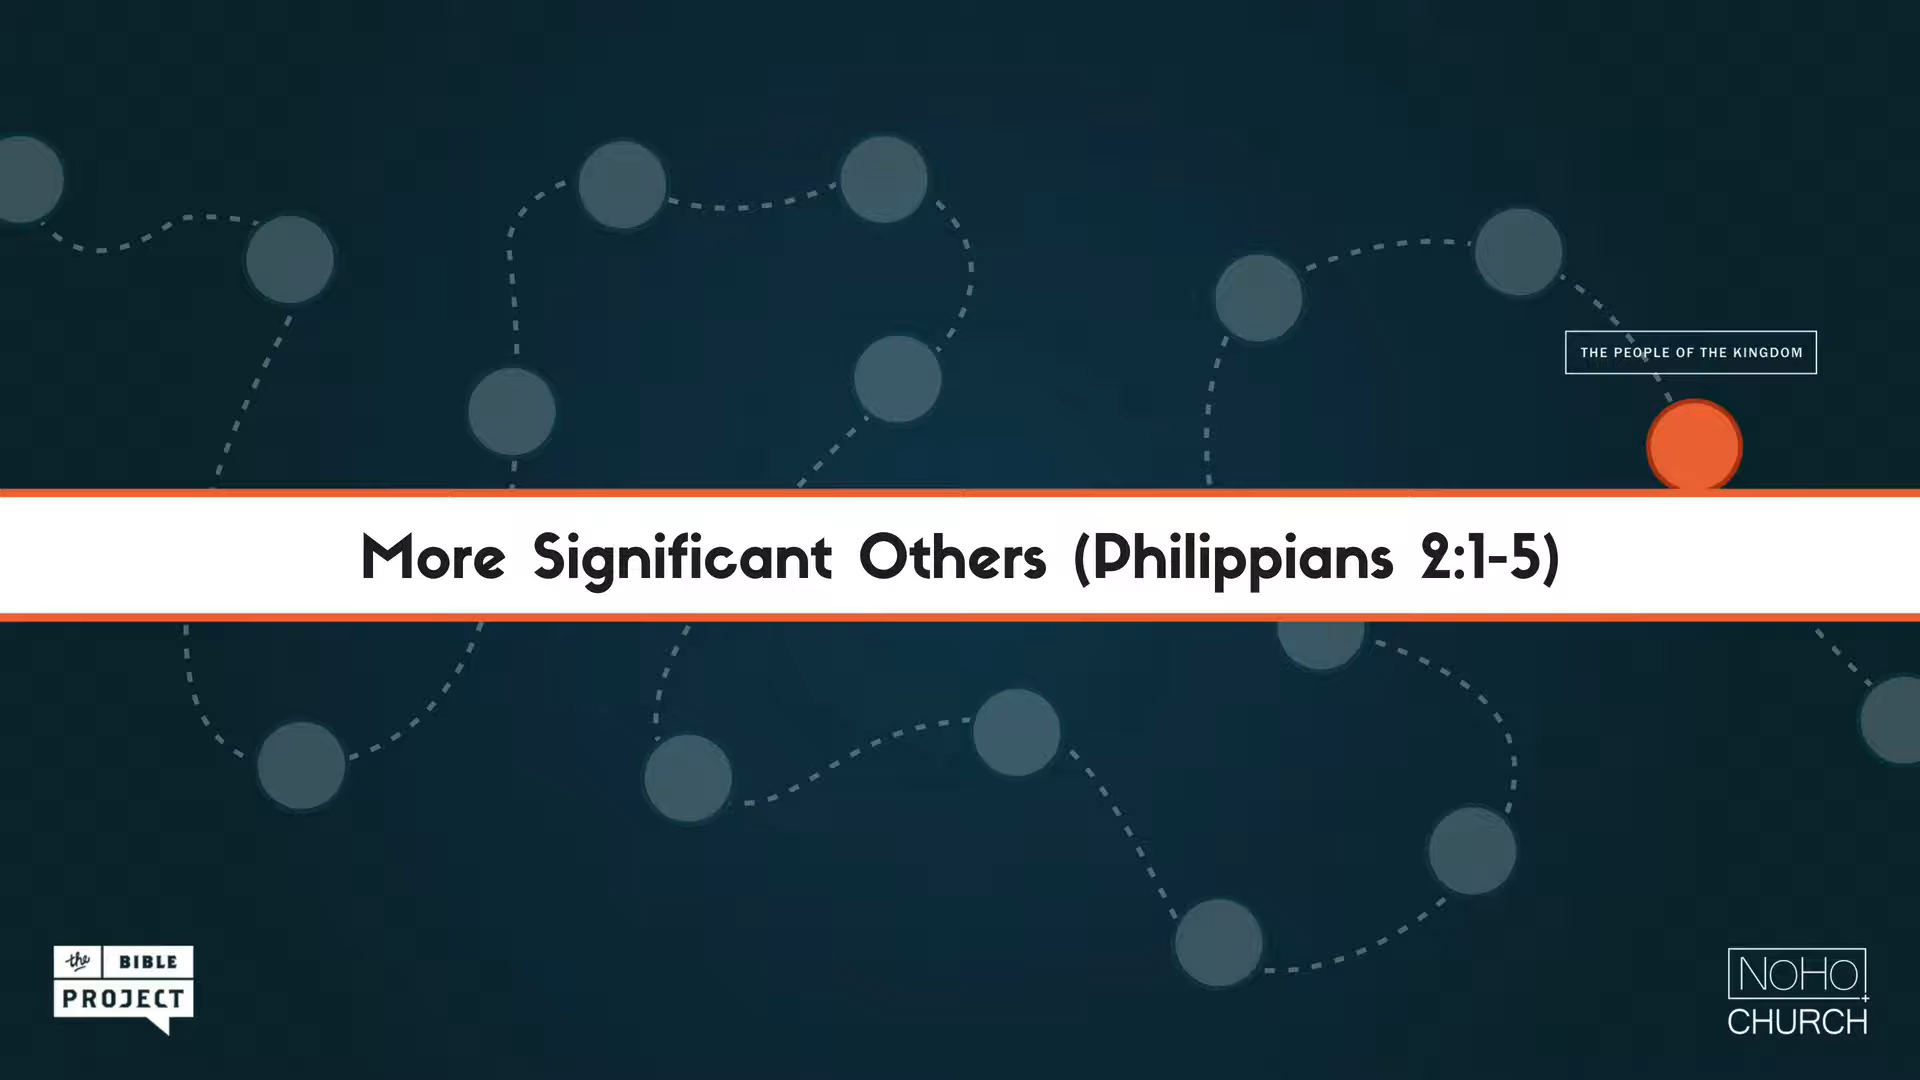 THE PEOPLE OF THE KINGDOM
More Significant Others (Philippians 2:1-5)
the BIBLE
PROJECT
NOHO
CHURCH